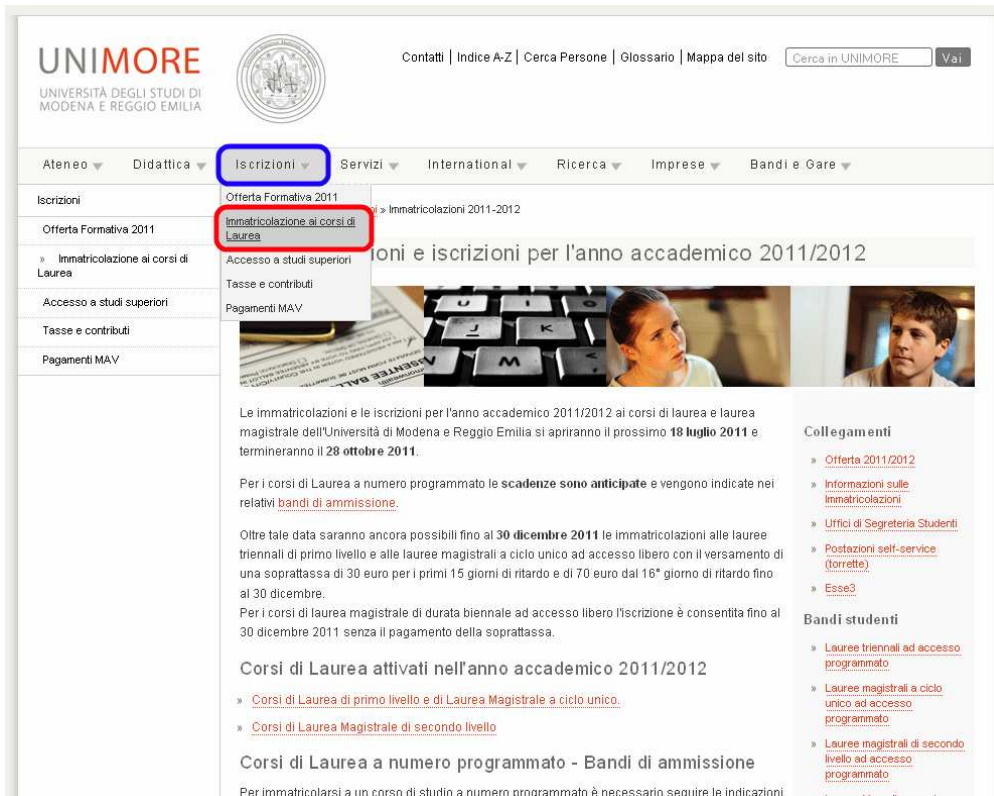 UNIMORE
UNIVERSITÀ DEGLI STUDI DI
MODENA E REGGIO EMILIA
Contatti | Indice A-Z | Cerca Persone | Glossario | Mappa del sito
Cerca in UNIMORE
Vai
Ateneo
Didattica
Iscrizioni
Servizi
International
Ricerca
Imprese
Bandi e Gare
Iscrizioni
Offerta Formativa 2011
» Immatricolazione ai corsi di
Laurea
Accesso a studi superiori
Tasse e contributi
Pagamenti MAV
Offerta Formativa 2011
Immatricolazione ai corsi di
Laurea
Accesso a studi superiori
Tasse e contributi
Pagamenti MAV
» Immatricolazioni 2011-2012
ioni e iscrizioni per l'anno accademico 2011/2012
U I O
J K
M
ABSENTEE BALL
Le immatricolazioni e le iscrizioni per l'anno accademico 2011/2012 ai corsi di laurea e laurea
magistrale dell'Università di Modena e Reggio Emilia si apriranno il prossimo 18 luglio 2011 e
termineranno il 28 ottobre 2011.
Per i corsi di Laurea a numero programmato le scadenze sono anticipate e vengono indicate nei
relativi bandi di ammissione.
Oltre tale data saranno ancora possibili fino al 30 dicembre 2011 le immatricolazioni alle lauree
triennali di primo livello e alle lauree magistrali a ciclo unico ad accesso libero con il versamento di
una soprattassa di 30 euro per i primi 15 giorni di ritardo e di 70 euro dal 16° giorno di ritardo fino
al 30 dicembre.
Per i corsi di laurea magistrale di durata biennale ad accesso libero l'iscrizione è consentita fino al
30 dicembre 2011 senza il pagamento della soprattassa.
Corsi di Laurea attivati nell'anno accademico 2011/2012
» Corsi di Laurea di primo livello e di Laurea Magistrale a ciclo unico.
» Corsi di Laurea Magistrale di secondo livello
Corsi di Laurea a numero programmato - Bandi di ammissione
Per immatricolarsi a un corso di studio a numero programmato è necessario seguire le indicazioni
Collegamenti
» Offerta 2011/2012
» Informazioni sulle
Immatricolazioni
» Uffici di Segreteria Studenti
» Postazioni self-service
(torrette)
» Esse3
Bandi studenti
» Lauree triennali ad accesso
programmato
» Lauree magistrali a ciclo
unico ad accesso
programmato
» Lauree magistrali di secondo
livello ad accesso
programmato